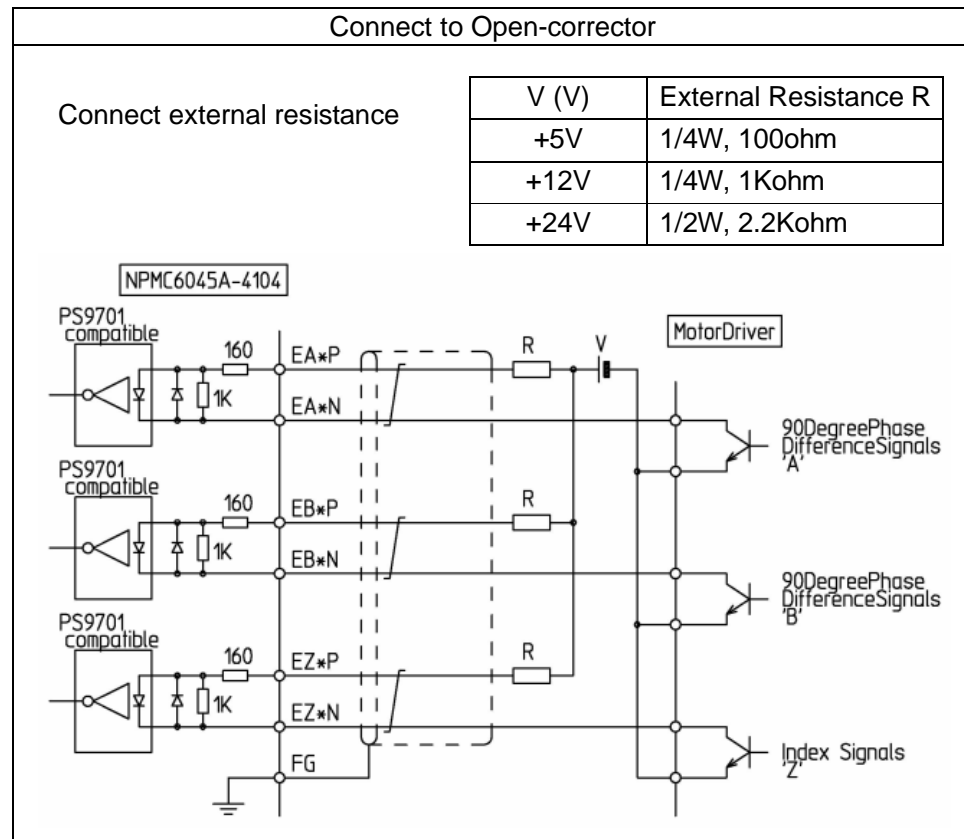 Connect to Open-corrector
Connect external resistance
V (V) External Resistance R
+5V 1/4W, 100ohm
+12V 1/4W, 1Kohm
+24V 1/2W, 2.2Kohm
NPMC6045A-4104
MotorDriver
PS9701
compatible
160
1K
EA*P
EA*N
R
V
90DegreePhase
DifferenceSignals
'A'
PS9701
compatible
160
1K
EB*P
EB*N
R
90DegreePhase
DifferenceSignals
'B'
PS9701
compatible
160
1K
EZ*P
EZ*N
R
FG
Index Signals
'Z'